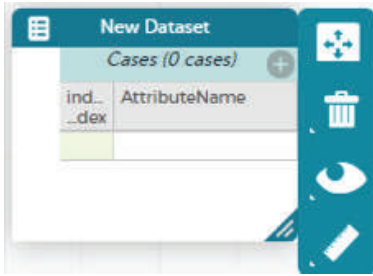 New Dataset
Cases (0 cases)
ind...
...dex
AttributeName